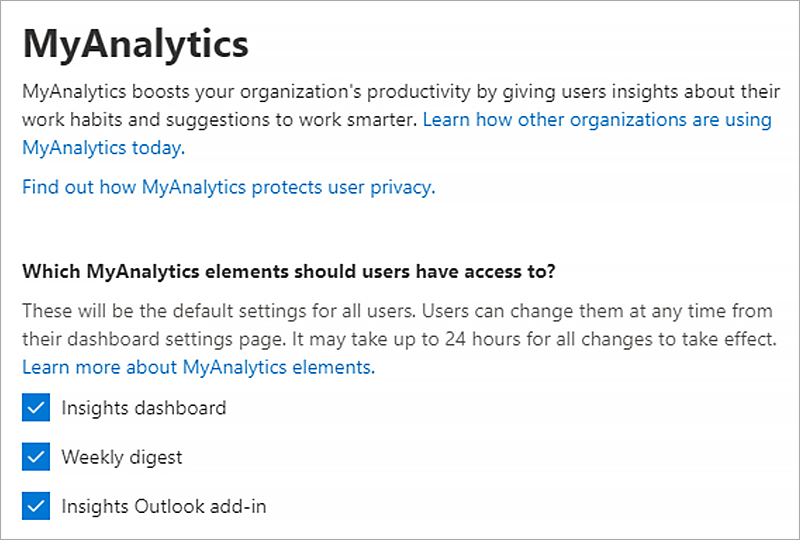 MyAnalytics
MyAnalytics boosts your organization's productivity by giving users insights about their
work habits and suggestions to work smarter. Learn how other organizations are using
MyAnalytics today.
Find out how MyAnalytics protects user privacy.
Which MyAnalytics elements should users have access to?
These will be the default settings for all users. Users can change them at any time from
their dashboard settings page. It may take up to 24 hours for all changes to take effect.
Learn more about MyAnalytics elements.
Insights dashboard
Weekly digest
Insights Outlook add-in